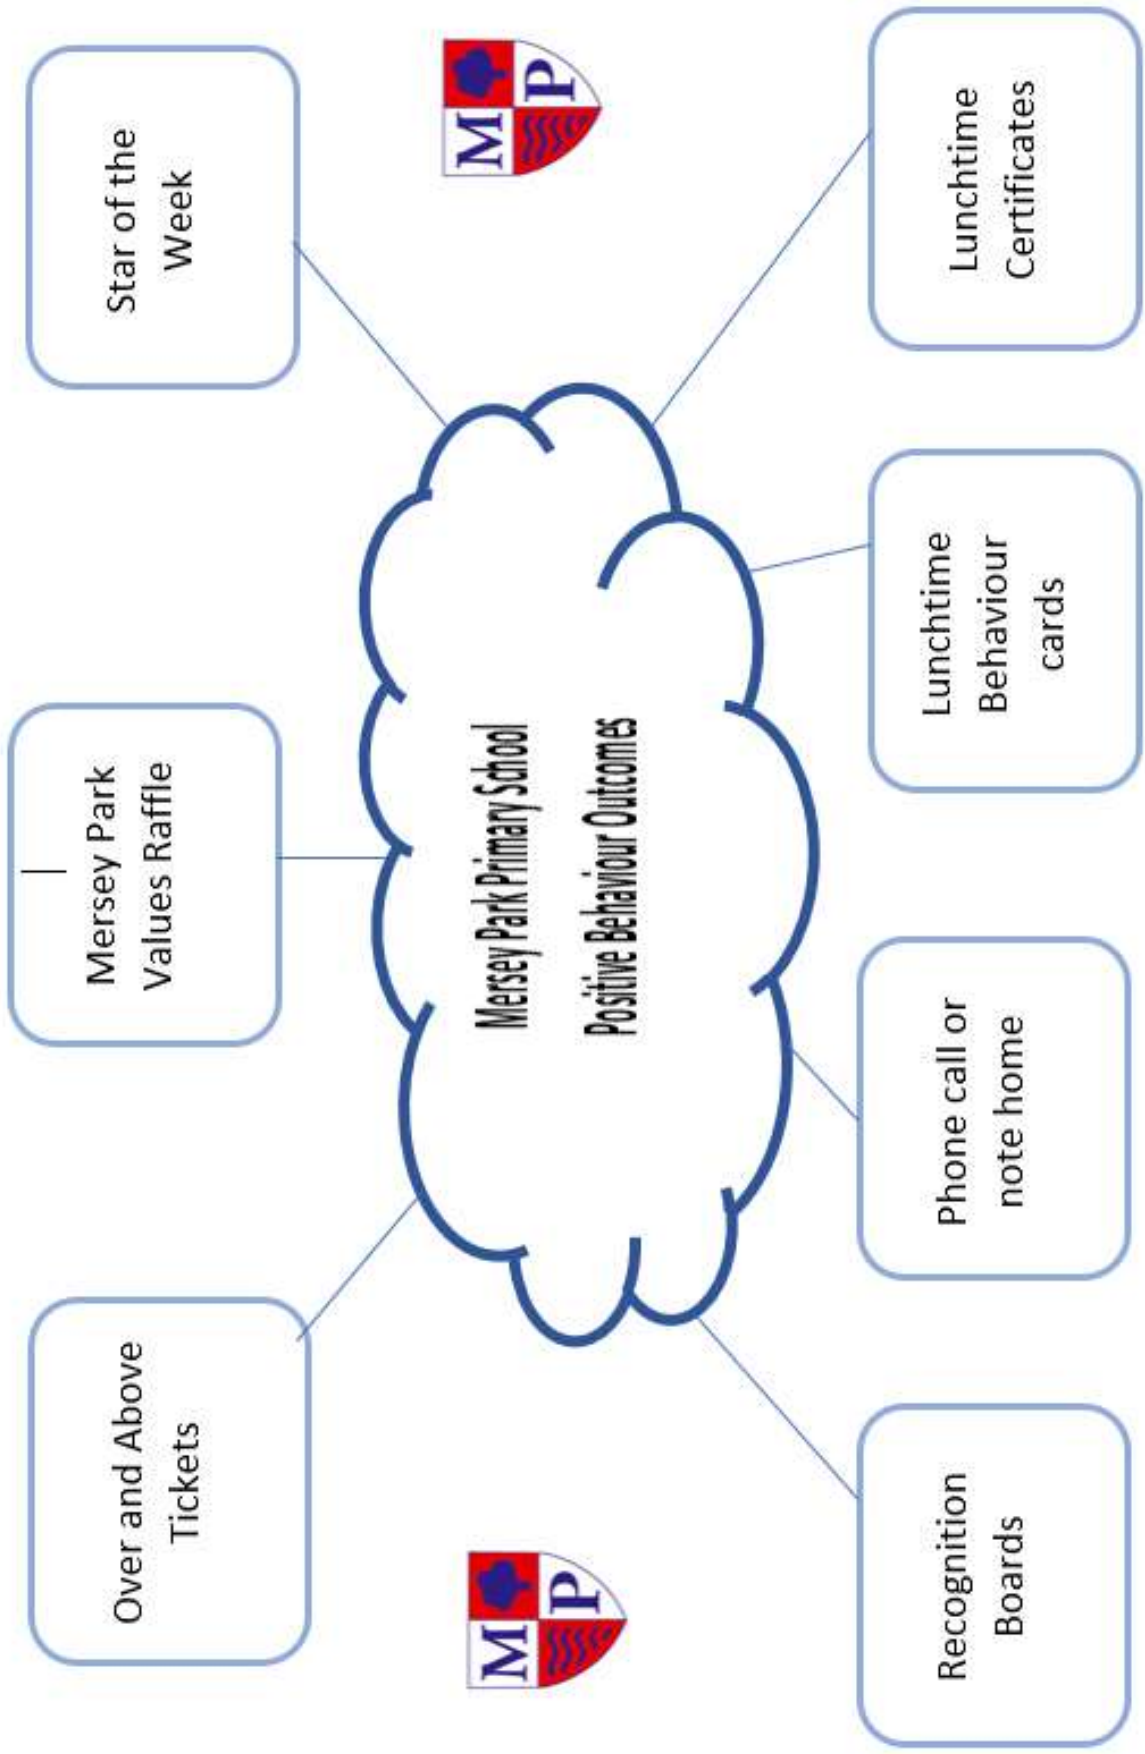 Over and Above
Tickets
Mersey Park
Values Raffle
Star of the
Week
M
P
Mersey Park Primary School
Positive Behaviour Outcomes
M
P
Recognition
Boards
Phone call or
note home
Lunchtime
Behaviour
cards
Lunchtime
Certificates